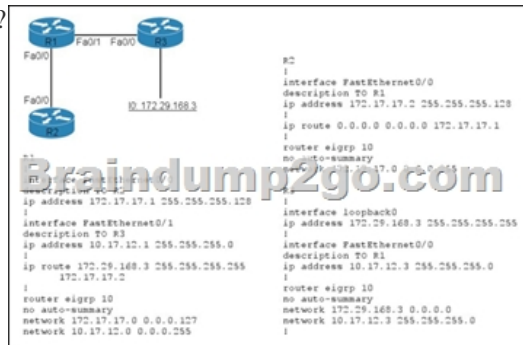 ?
R1
Fa0/1 Fa0/0
R3
Fa0/0
Fa0/0
R2
l0: 172.29.168.3
Braindump2go.com
description TO R2
ip address 172.17.17.1 255.255.255.128
!
interface FastEthernet0/1
description TO R3
ip address 10.17.12.1 255.255.255.0
!
ip route 172.29.168.3 255.255.255.255
172.17.17.2
!
router eigrp 10
no auto-summary
network 172.17.17.0 0.0.0.127
network 10.17.12.0 0.0.0.255
R2
!
interface FastEthernet0/0
description TO R1
ip address 172.17.17.2 255.255.255.128
!
ip route 0.0.0.0 0.0.0.0 172.17.17.1
!
router eigrp 10
no auto-summary
!
interface loopback0
ip address 172.29.168.3 255.255.255.255
!
interface FastEthernet0/0
description TO R1
ip address 10.17.12.3 255.255.255.0
!
router eigrp 10
no auto-summary
network 172.29.168.3 0.0.0.0
network 10.17.12.3 255.255.255.0
!